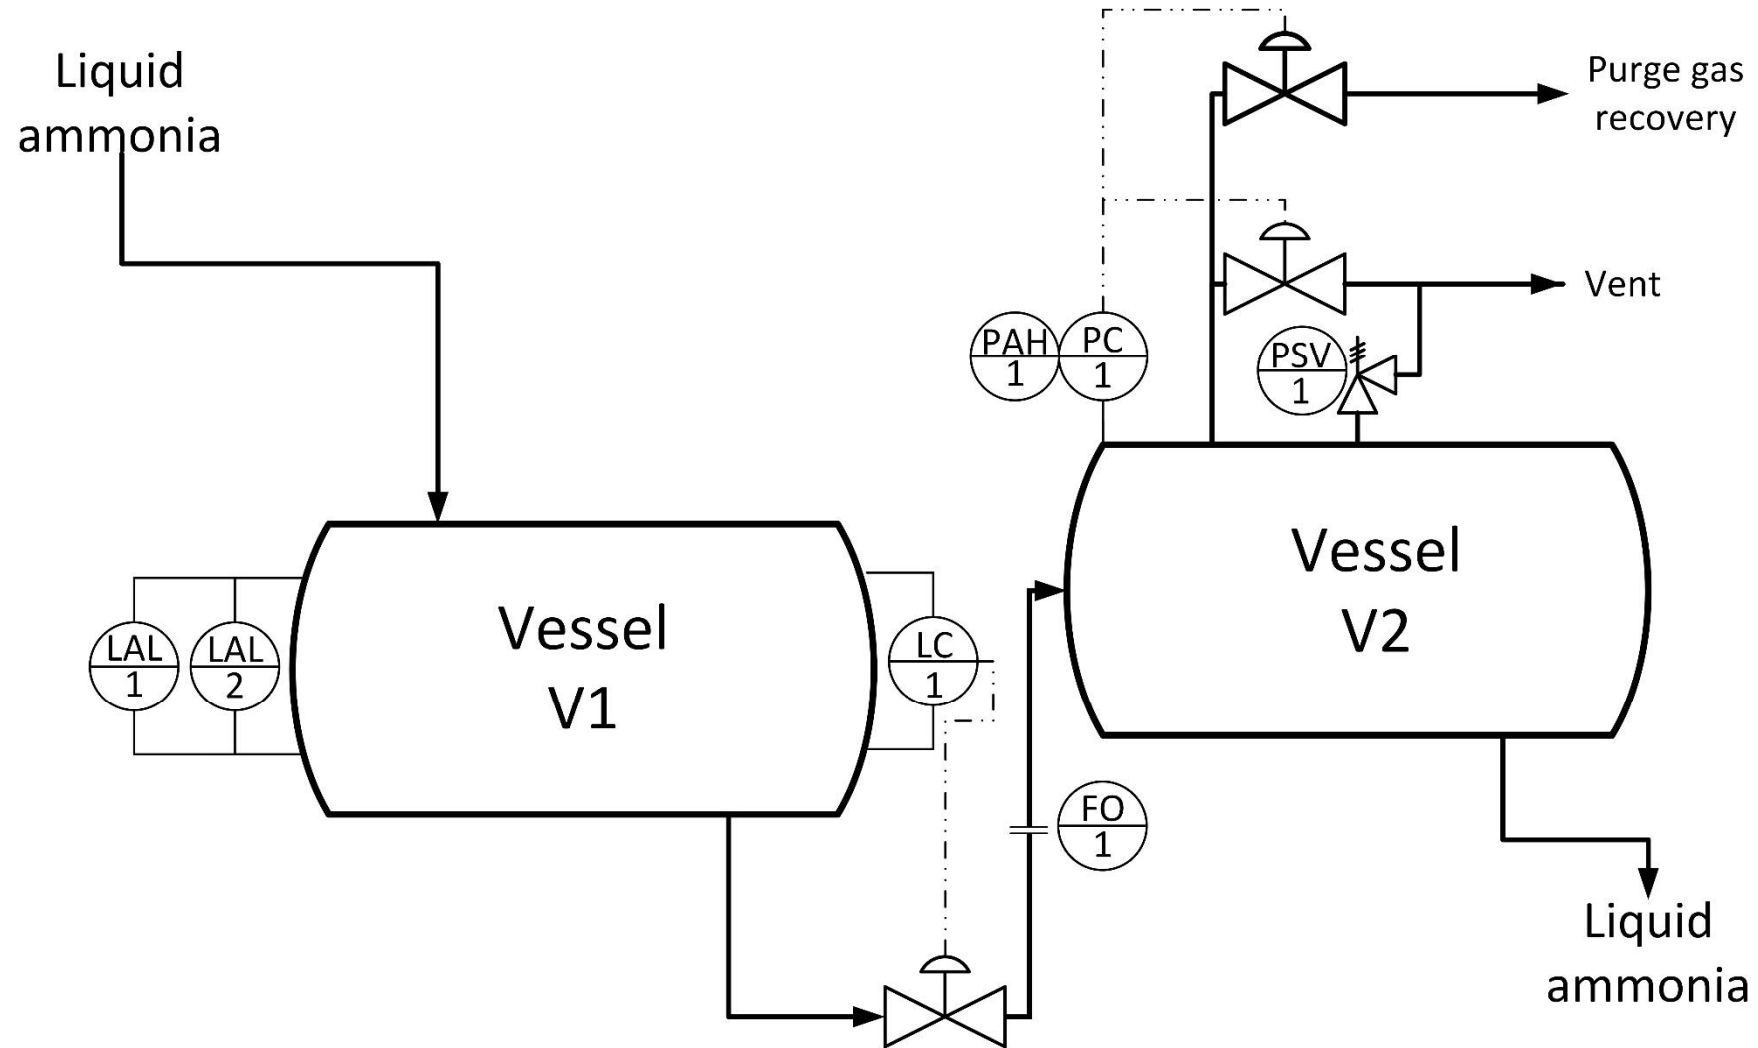 Liquid
ammonia
Purge gas
recovery
Vent
PAH
1
PC
1
PSV
1
Vessel
V2
Vessel
V1
LAL
1
LAL
2
LC
1
FO
1
Liquid
ammonia